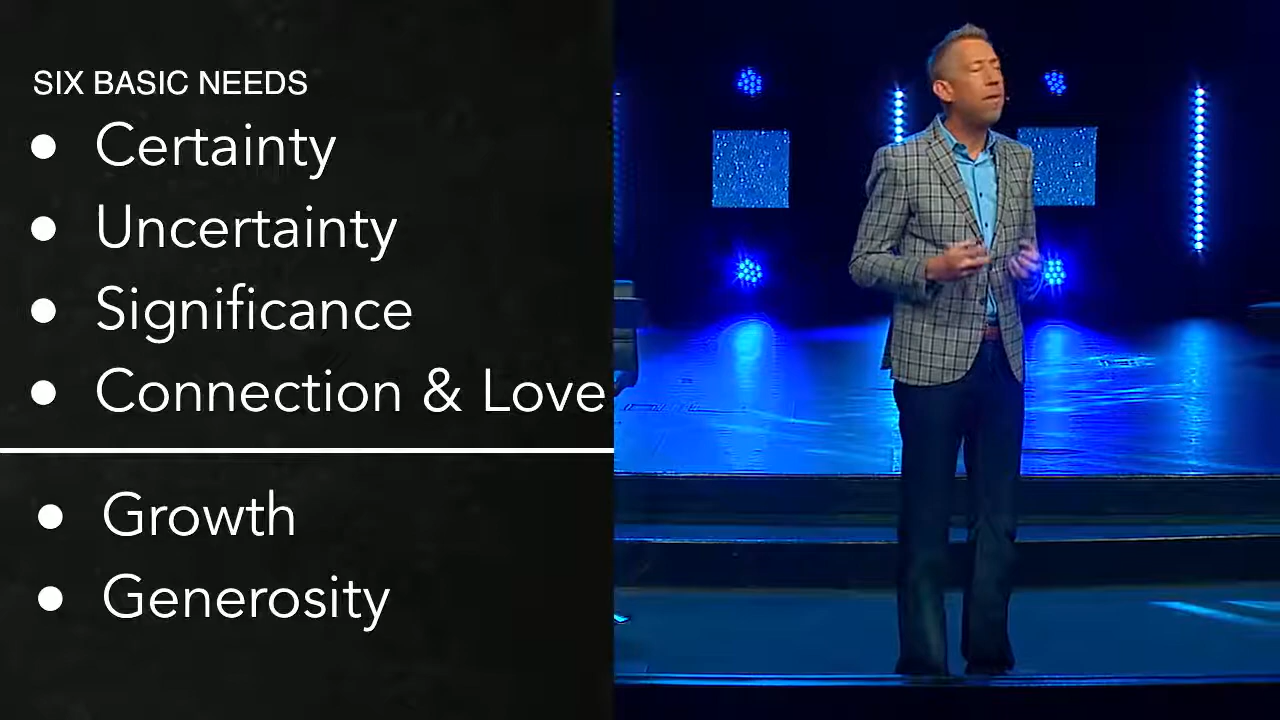 SIX BASIC NEEDS
● Certainty
● Uncertainty
● Significance
● Connection & Love
● Growth
● Generosity